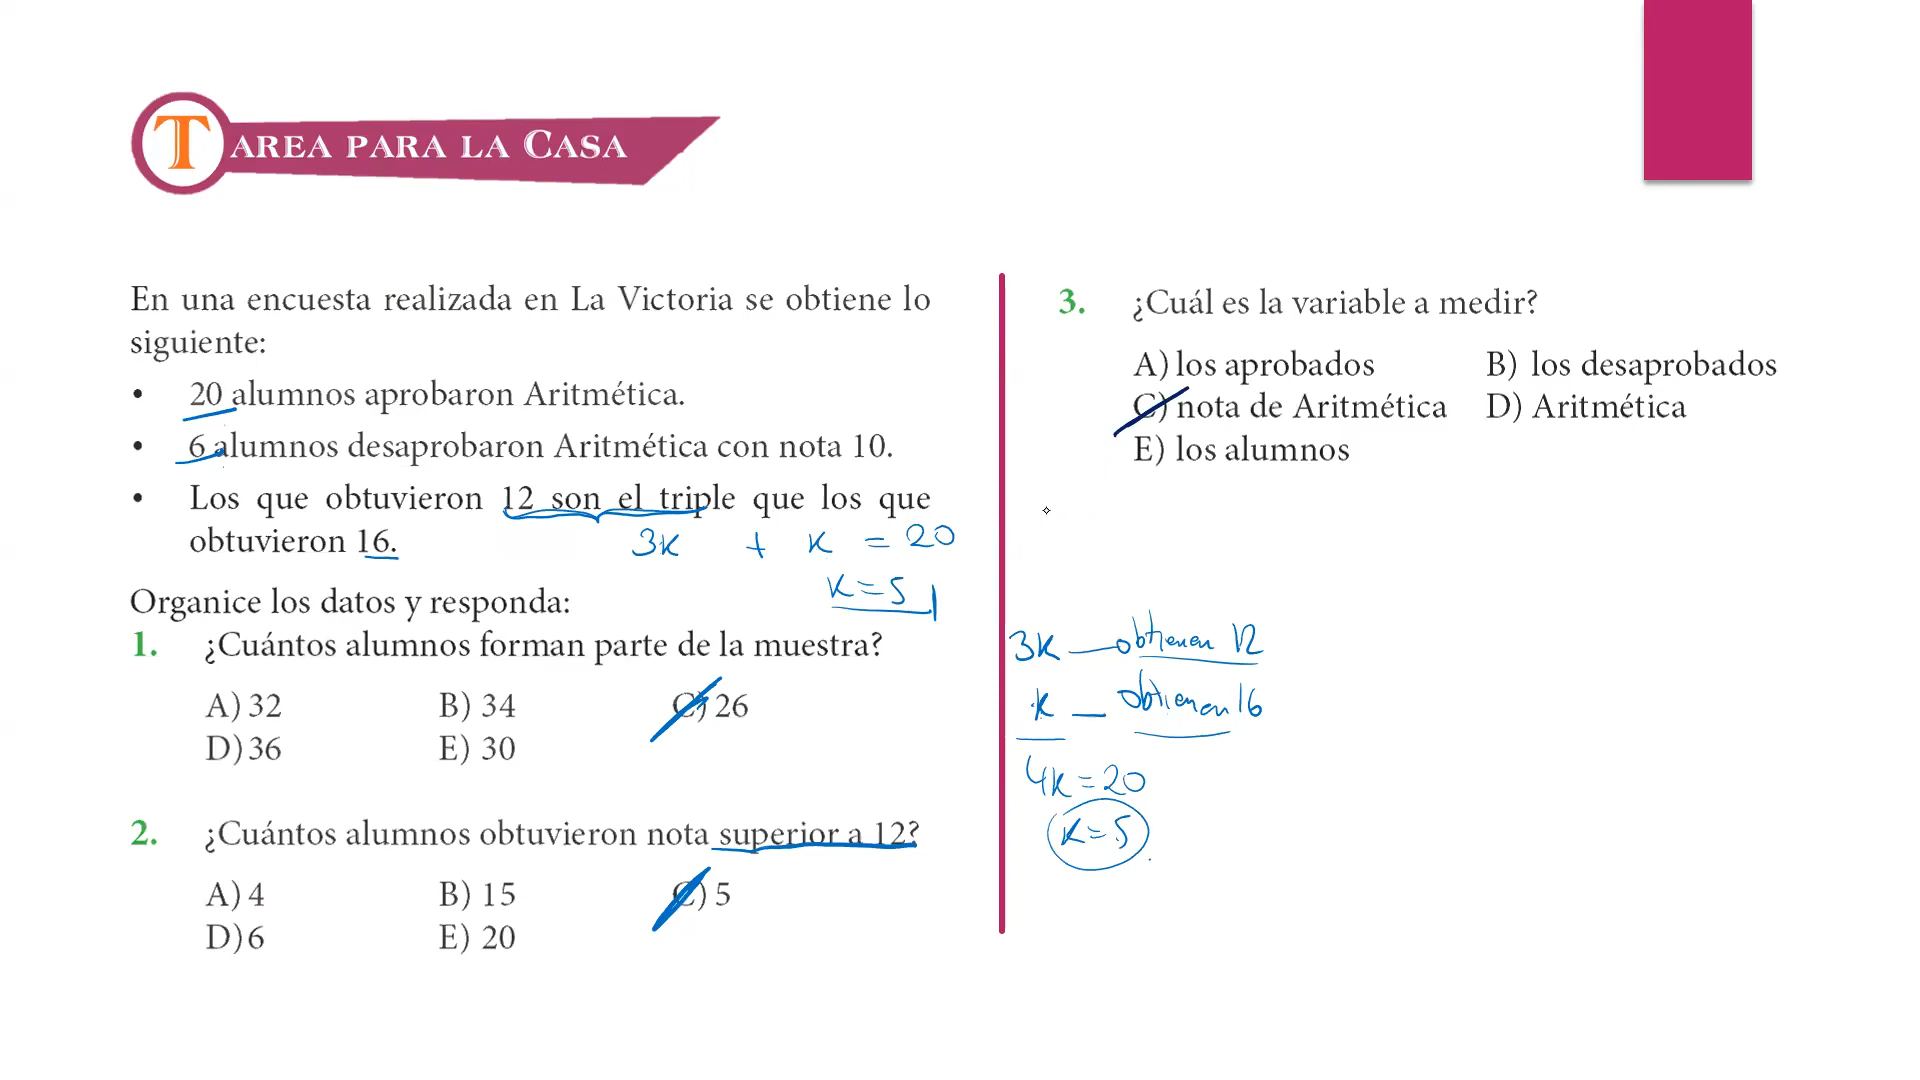 TAREA PARA LA CASA
En una encuesta realizada en La Victoria se obtiene lo
siguiente:
• 20 alumnos aprobaron Aritmética.
• 6 alumnos desaprobaron Aritmética con nota 10.
• Los que obtuvieron 12 son el triple que los que
obtuvieron 16.
3K + K = 20
K = 5
Organice los datos y responda:
1. ¿Cuántos alumnos forman parte de la muestra?
A) 32 B) 34 C) 26
D) 36 E) 30
2. ¿Cuántos alumnos obtuvieron nota superior a 12?
A) 4 B) 15 C) 5
D) 6 E) 20
3. ¿Cuál es la variable a medir?
A) los aprobados B) los desaprobados
C) nota de Aritmética D) Aritmética
E) los alumnos
3K — obtienen 12
K — obtienen 16
4K = 20
K = 5